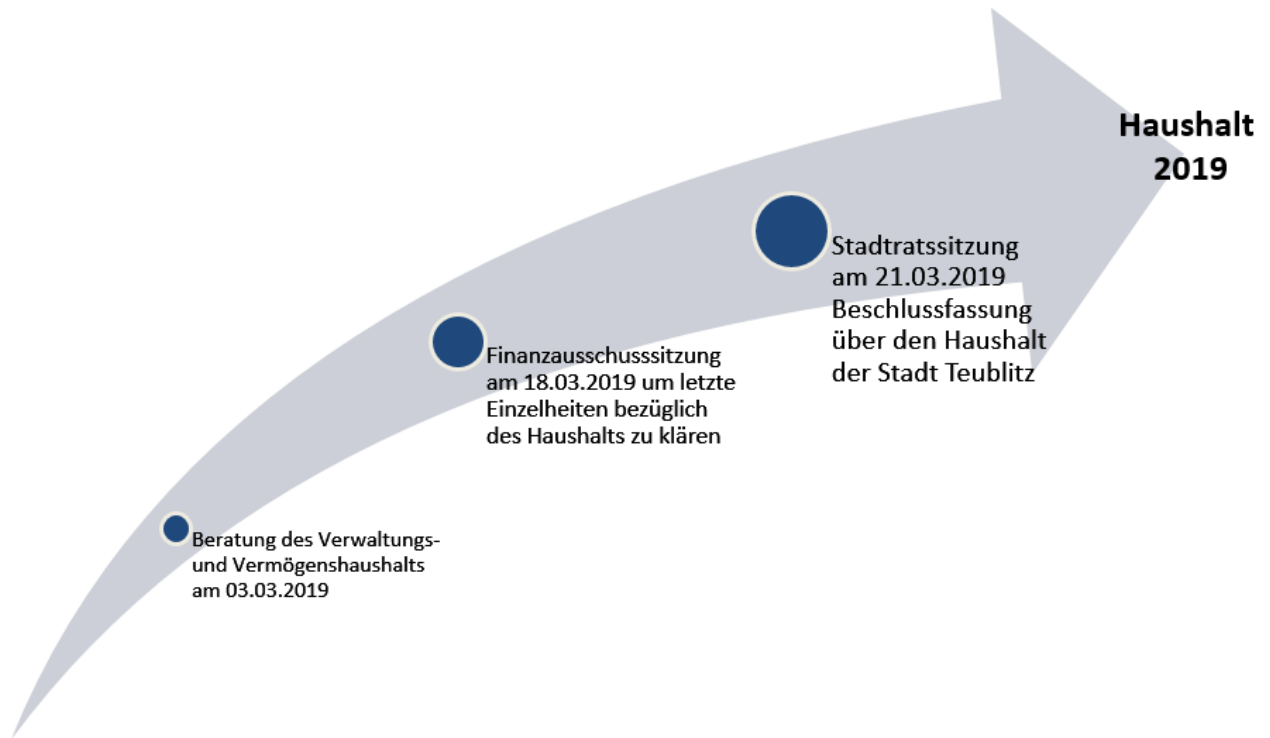 Haushalt
2019
Stadtratssitzung
am 21.03.2019
Beschlussfassung
über den Haushalt
der Stadt Teublitz
Finanzausschusssitzung
am 18.03.2019 um letzte
Einzelheiten bezüglich
des Haushalts zu klären
Beratung des Verwaltungs-
und Vermögenshaushalts
am 03.03.2019